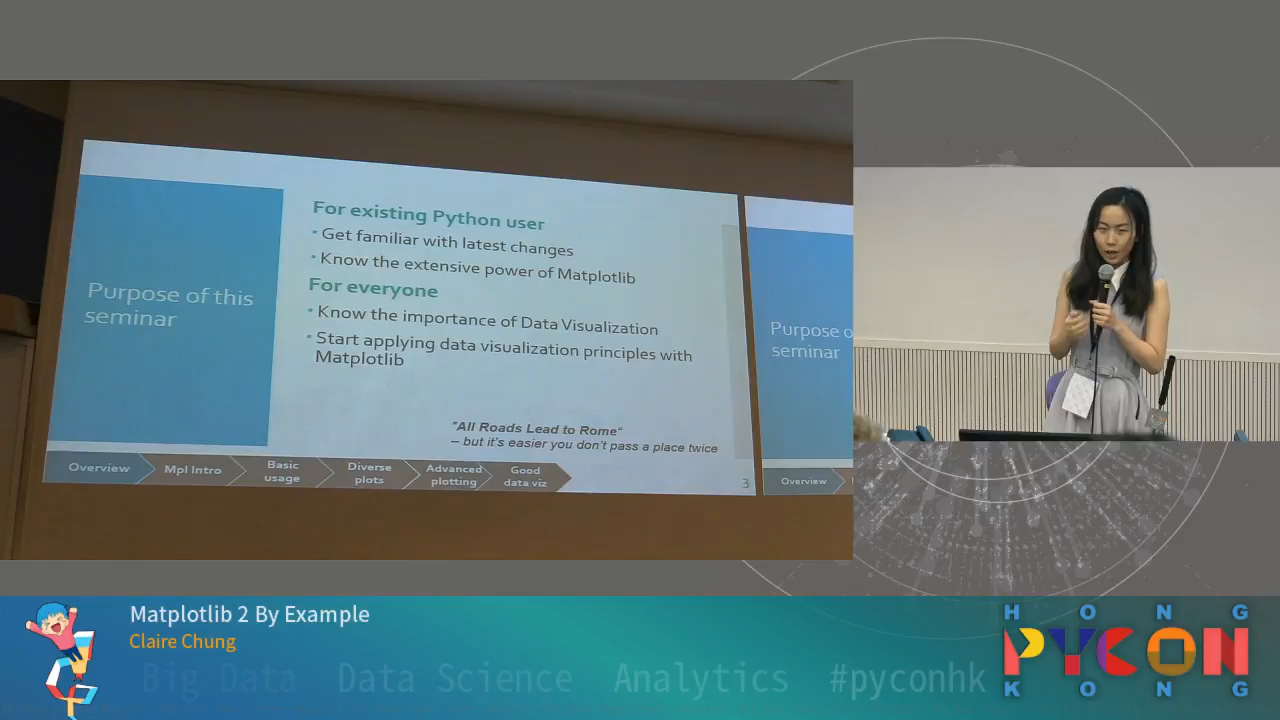 Purpose of this
seminar
For existing Python user
• Get familiar with latest changes
• Know the extensive power of Matplotlib
For everyone
• Know the importance of Data Visualization
• Start applying data visualization principles with
Matplotlib
"All Roads Lead to Rome"
– but it's easier you don't pass a place twice
Overview
Mpl Intro
Basic
usage
Diverse
plots
Advanced
plotting
Good
data viz
3
Purpose o
seminar
Overview
Matplotlib 2 By Example
Claire Chung
Big Data Data Science Analytics #pyconhk
HONG
PYCON
KONG